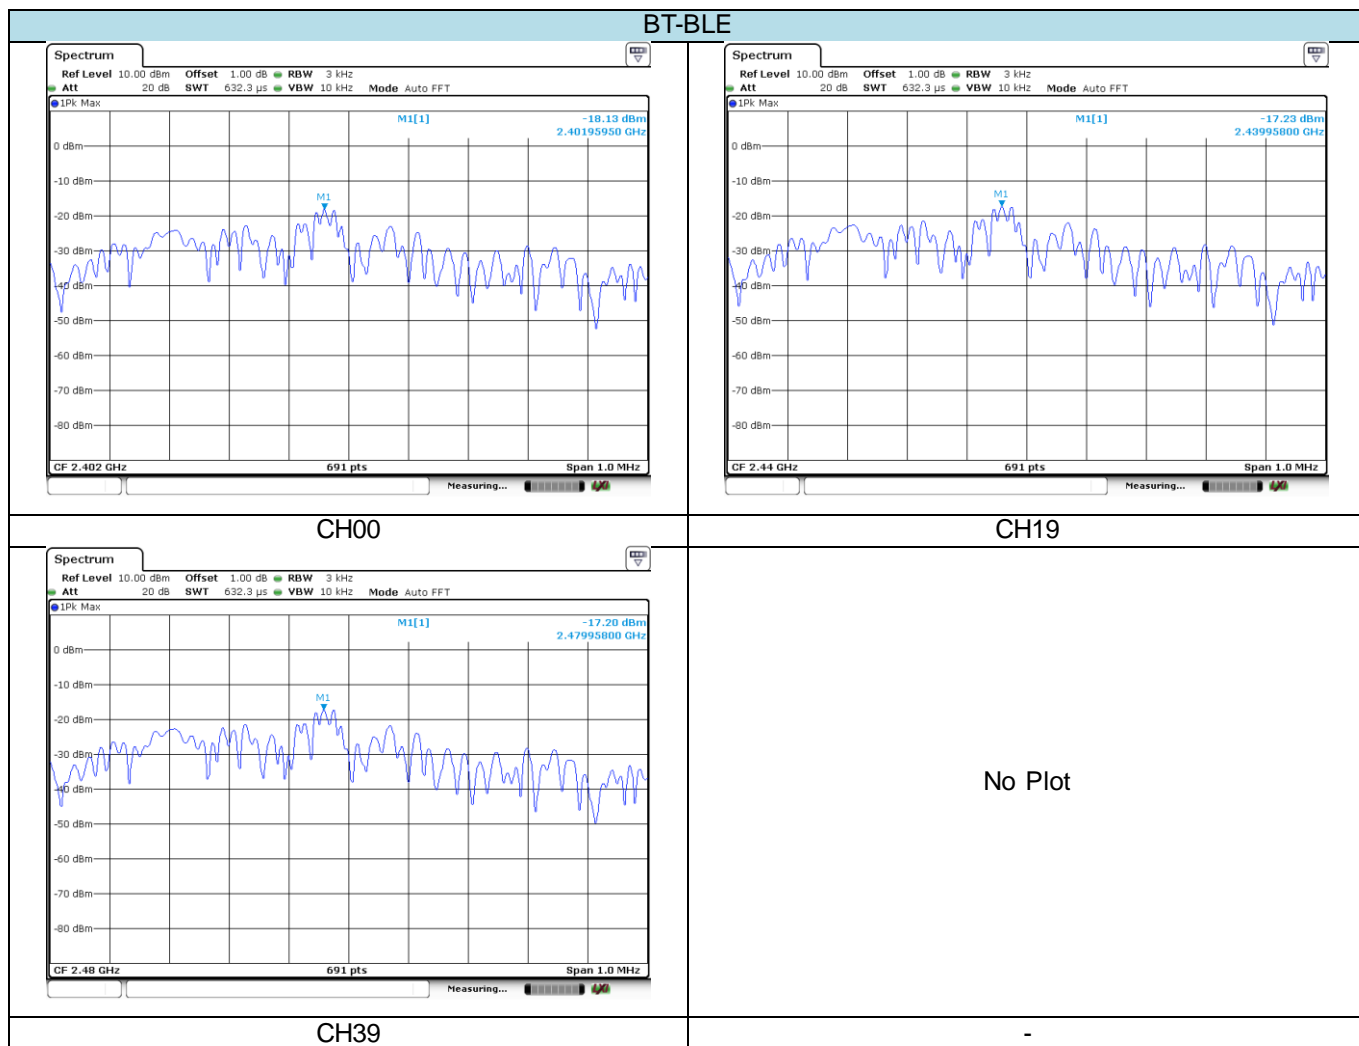 BT-BLE
Spectrum
Ref Level 10.00 dBm Offset 1.00 dB RBW 3 kHz
Att 20 dB SWT 632.3 µs VBW 10 kHz Mode Auto FFT
1Pk Max
M1[1] -18.13 dBm
2.40195950 GHz
0 dBm
-10 dBm
M1
-20 dBm
-30 dBm
-40 dBm
-50 dBm
-60 dBm
-70 dBm
-80 dBm
CF 2.402 GHz 691 pts Span 1.0 MHz
Measuring...
CH00
Spectrum
Ref Level 10.00 dBm Offset 1.00 dB RBW 3 kHz
Att 20 dB SWT 632.3 µs VBW 10 kHz Mode Auto FFT
1Pk Max
M1[1] -17.23 dBm
2.43995800 GHz
0 dBm
-10 dBm
M1
-20 dBm
-30 dBm
-40 dBm
-50 dBm
-60 dBm
-70 dBm
-80 dBm
CF 2.44 GHz 691 pts Span 1.0 MHz
Measuring...
CH19
Spectrum
Ref Level 10.00 dBm Offset 1.00 dB RBW 3 kHz
Att 20 dB SWT 632.3 µs VBW 10 kHz Mode Auto FFT
1Pk Max
M1[1] -17.20 dBm
2.47995800 GHz
0 dBm
-10 dBm
M1
-20 dBm
-30 dBm
-40 dBm
-50 dBm
-60 dBm
-70 dBm
-80 dBm
CF 2.48 GHz 691 pts Span 1.0 MHz
Measuring...
CH39
No Plot
-